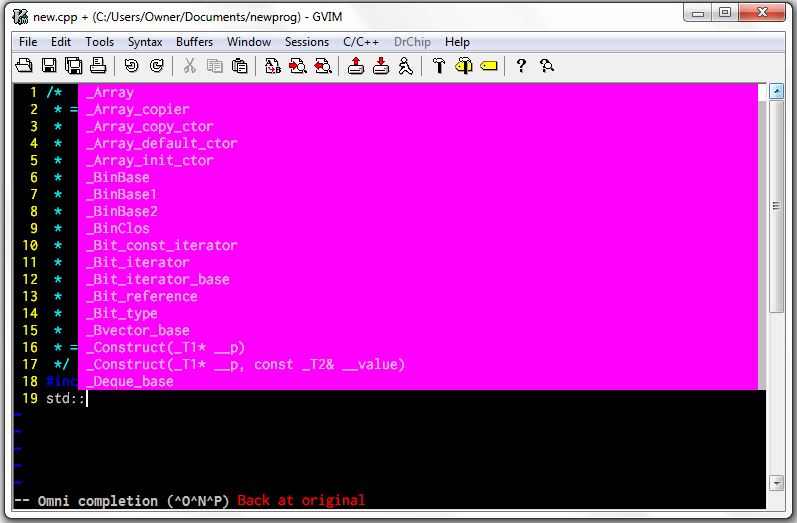 new.cpp + (C:/Users/Owner/Documents/newprog) - GVIM
File Edit Tools Syntax Buffers Window Sessions C/C++ DrChip Help
1 /* _Array
2 * = _Array_copier
3 * _Array_copy_ctor
4 * _Array_default_ctor
5 * _Array_init_ctor
6 * _BinBase
7 * _BinBase1
8 * _BinBase2
9 * _BinClos
10 * _Bit_const_iterator
11 * _Bit_iterator
12 * _Bit_iterator_base
13 * _Bit_reference
14 * _Bit_type
15 * _Bvector_base
16 * = _Construct(_T1* __p)
17 */ _Construct(_T1* __p, const _T2& __value)
18 #inc _Deque_base
19 std::
~
~
~
~
~
-- Omni completion (^O^N^P) Back at original